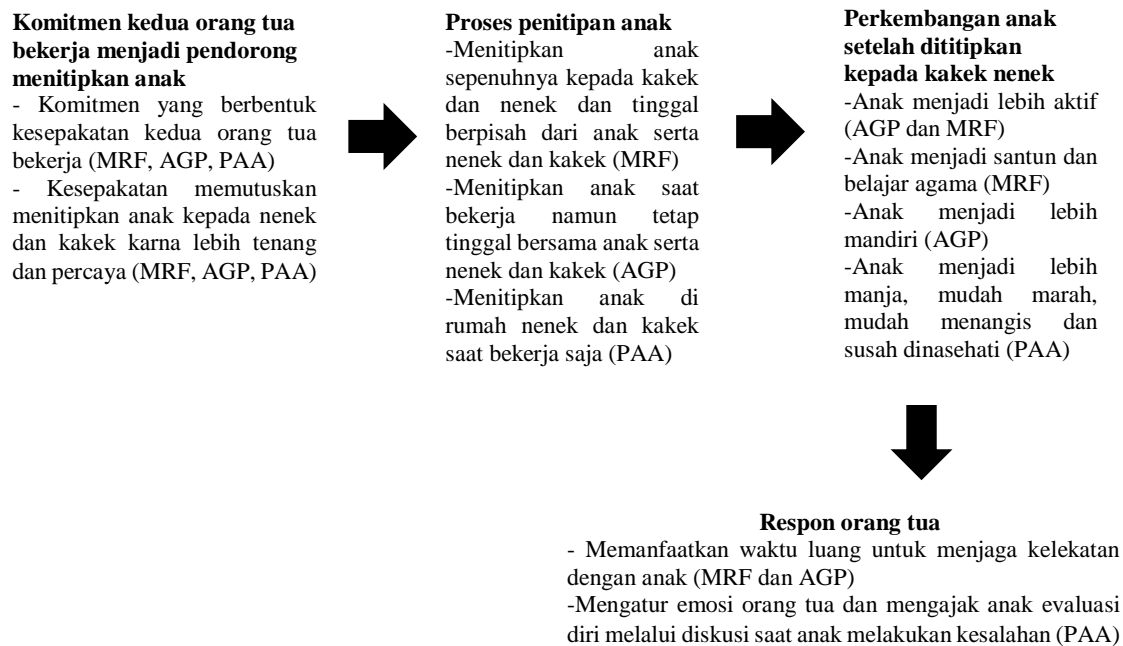 Komitmen kedua orang tua
bekerja menjadi pendorong
menitipkan anak
- Komitmen yang berbentuk
kesepakatan kedua orang tua
bekerja (MRF, AGP, PAA)
- Kesepakatan memutuskan
menitipkan anak kepada nenek
dan kakek karna lebih tenang
dan percaya (MRF, AGP, PAA)
Proses penitipan anak
-Menitipkan anak
sepenuhnya kepada kakek
dan nenek dan tinggal
berpisah dari anak serta
nenek dan kakek (MRF)
-Menitipkan anak saat
bekerja namun tetap
tinggal bersama anak serta
nenek dan kakek (AGP)
-Menitipkan anak di
rumah nenek dan kakek
saat bekerja saja (PAA)
Perkembangan anak
setelah dititipkan
kepada kakek nenek
-Anak menjadi lebih aktif
(AGP dan MRF)
-Anak menjadi santun dan
belajar agama (MRF)
-Anak menjadi lebih
mandiri (AGP)
-Anak menjadi lebih
manja, mudah marah,
mudah menangis dan
susah dinasehati (PAA)
Respon orang tua
- Memanfaatkan waktu luang untuk menjaga kelekatan
dengan anak (MRF dan AGP)
-Mengatur emosi orang tua dan mengajak anak evaluasi
diri melalui diskusi saat anak melakukan kesalahan (PAA)